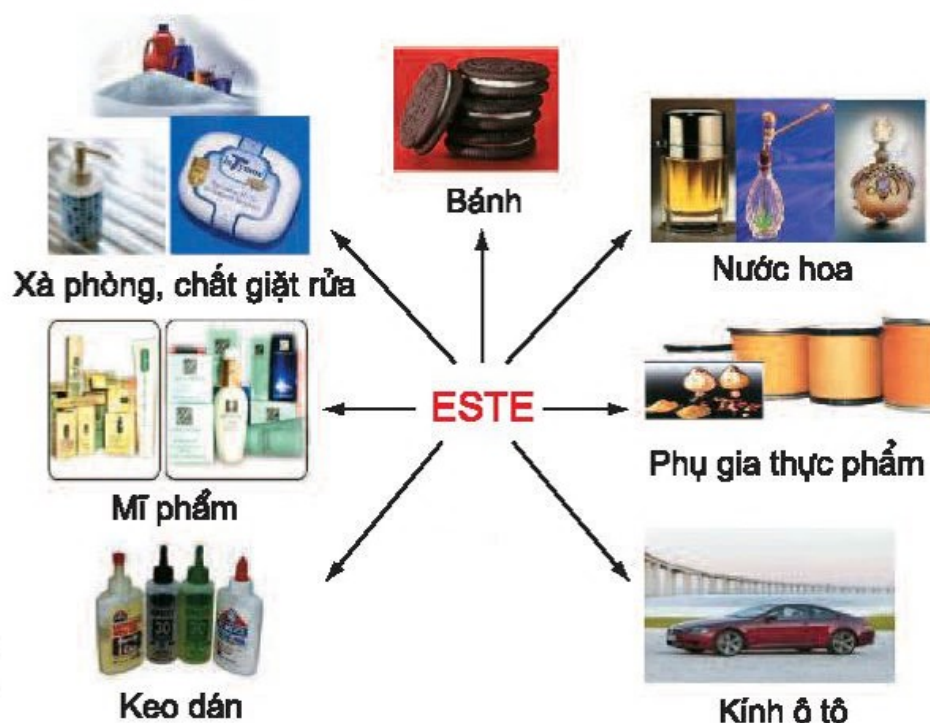 Bánh
Nước hoa
Xà phòng, chất giặt rửa
ESTE
Phụ gia thực phẩm
Mĩ phẩm
Keo dán
Kính ô tô